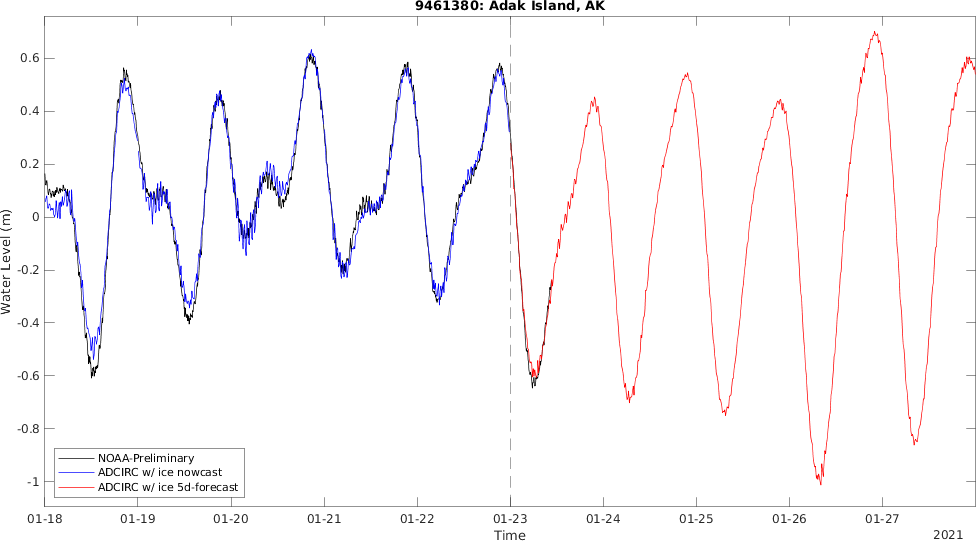 9461380: Adak Island, AK
Water Level (m)
0.6
0.4
0.2
0
-0.2
-0.4
-0.6
-0.8
-1
NOAA-Preliminary
ADCIRC w/ ice nowcast
ADCIRC w/ ice 5d-forecast
01-18 01-19 01-20 01-21 01-22 01-23 01-24 01-25 01-26 01-27
Time
2021